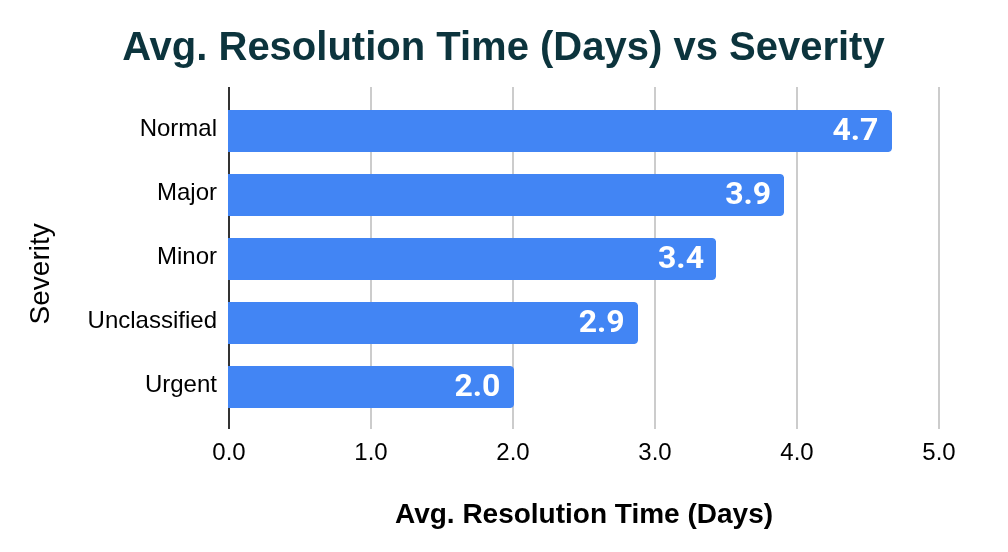 Avg. Resolution Time (Days) vs Severity
Severity
Normal 4.7
Major 3.9
Minor 3.4
Unclassified 2.9
Urgent 2.0
0.0 1.0 2.0 3.0 4.0 5.0
Avg. Resolution Time (Days)